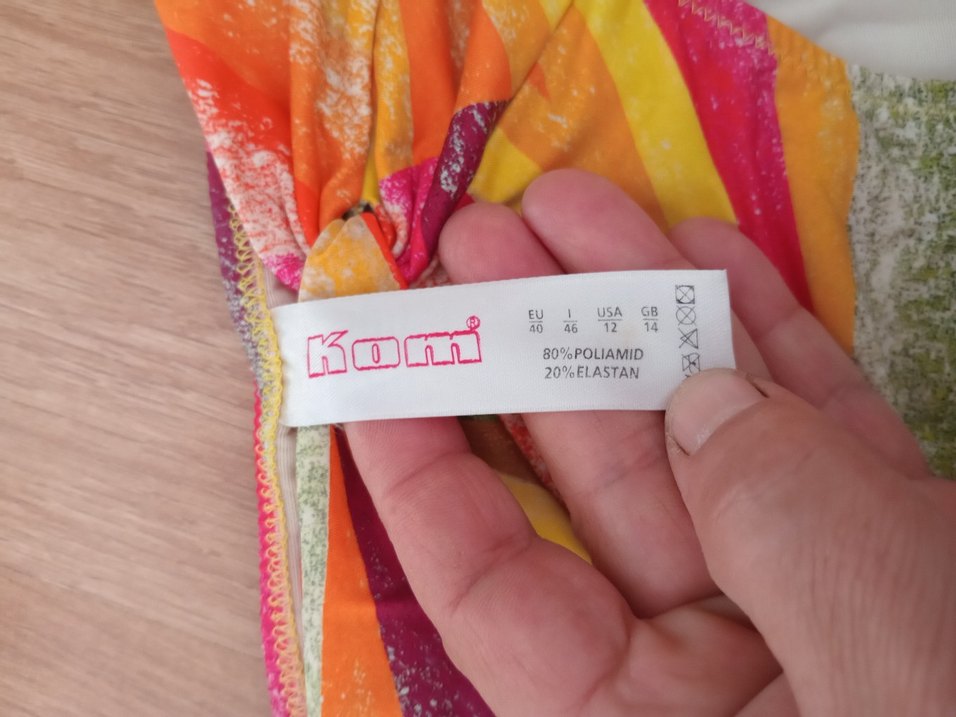 Kom®
EU I USA GB
40 46 12 14
80%POLIAMID
20%ELASTAN